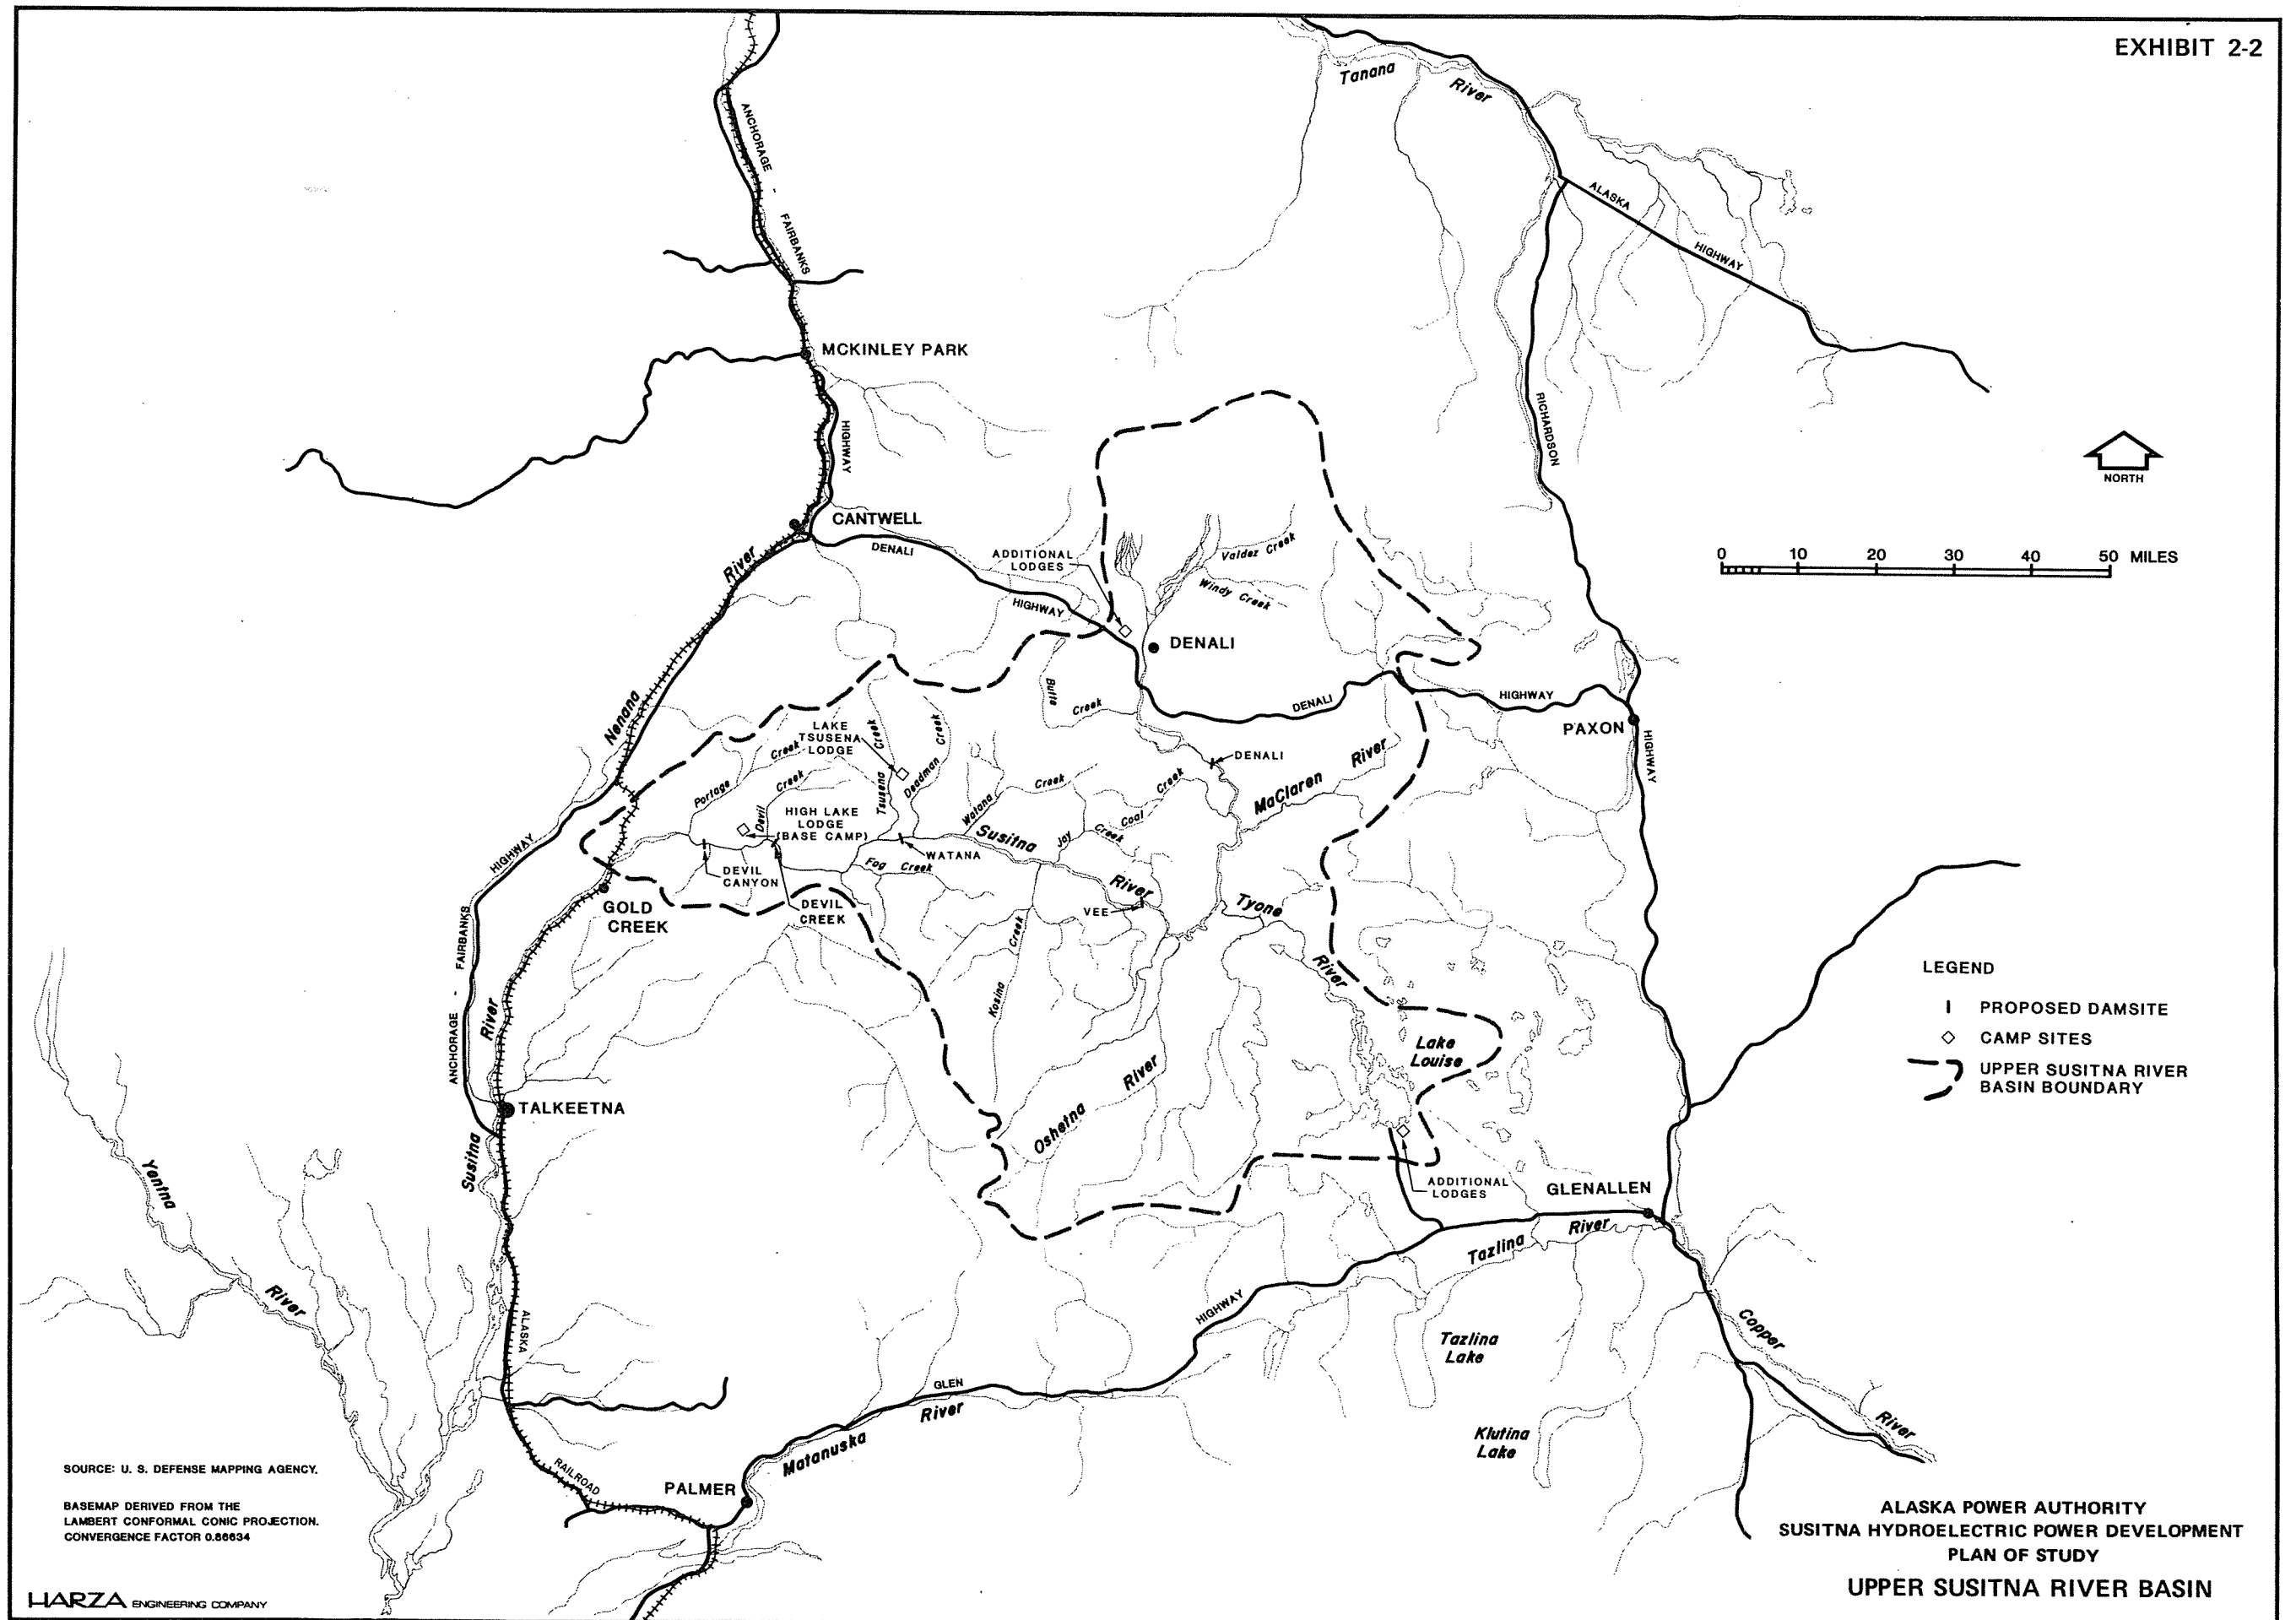 EXHIBIT 2-2
Tanana
River
ANCHORAGE -
FAIRBANKS
HIGHWAY
ALASKA
HIGHWAY
MCKINLEY PARK
RICHARDSON
HIGHWAY
NORTH
0 10 20 30 40 50 MILES
CANTWELL
DENALI
HIGHWAY
ADDITIONAL
LODGES
Valdez Creek
Windy Creek
DENALI
River
Nenana
Butte
Creek
DENALI
HIGHWAY
PAXON
LAKE
TSUSENA
LODGE
Portage
Creek
Devil
Creek
Tsusena
Creek
Deadman
Creek
HIGH LAKE
LODGE
(BASE CAMP)
Watana
Creek
DENALI
MaClaren
River
Susitna
Jay
Creek
Coal
Creek
WATANA
Fog Creek
DEVIL
CANYON
DEVIL
CREEK
River
VEE
Tyone
River
HIGHWAY
FAIRBANKS
-
ANCHORAGE
GOLD
CREEK
River
Kosina
Creek
LEGEND
PROPOSED DAMSITE
CAMP SITES
UPPER SUSITNA RIVER
BASIN BOUNDARY
Lake
Louise
Oshetna
River
TALKEETNA
Susitna
Yentna
River
ADDITIONAL
LODGES
GLENALLEN
Tazlina
River
HIGHWAY
GLEN
Tazlina
Lake
Copper
River
Klutina
Lake
ALASKA
RAILROAD
Matanuska
River
PALMER
SOURCE: U. S. DEFENSE MAPPING AGENCY.
BASEMAP DERIVED FROM THE
LAMBERT CONFORMAL CONIC PROJECTION.
CONVERGENCE FACTOR 0.86634
HARZA ENGINEERING COMPANY
ALASKA POWER AUTHORITY
SUSITNA HYDROELECTRIC POWER DEVELOPMENT
PLAN OF STUDY
UPPER SUSITNA RIVER BASIN